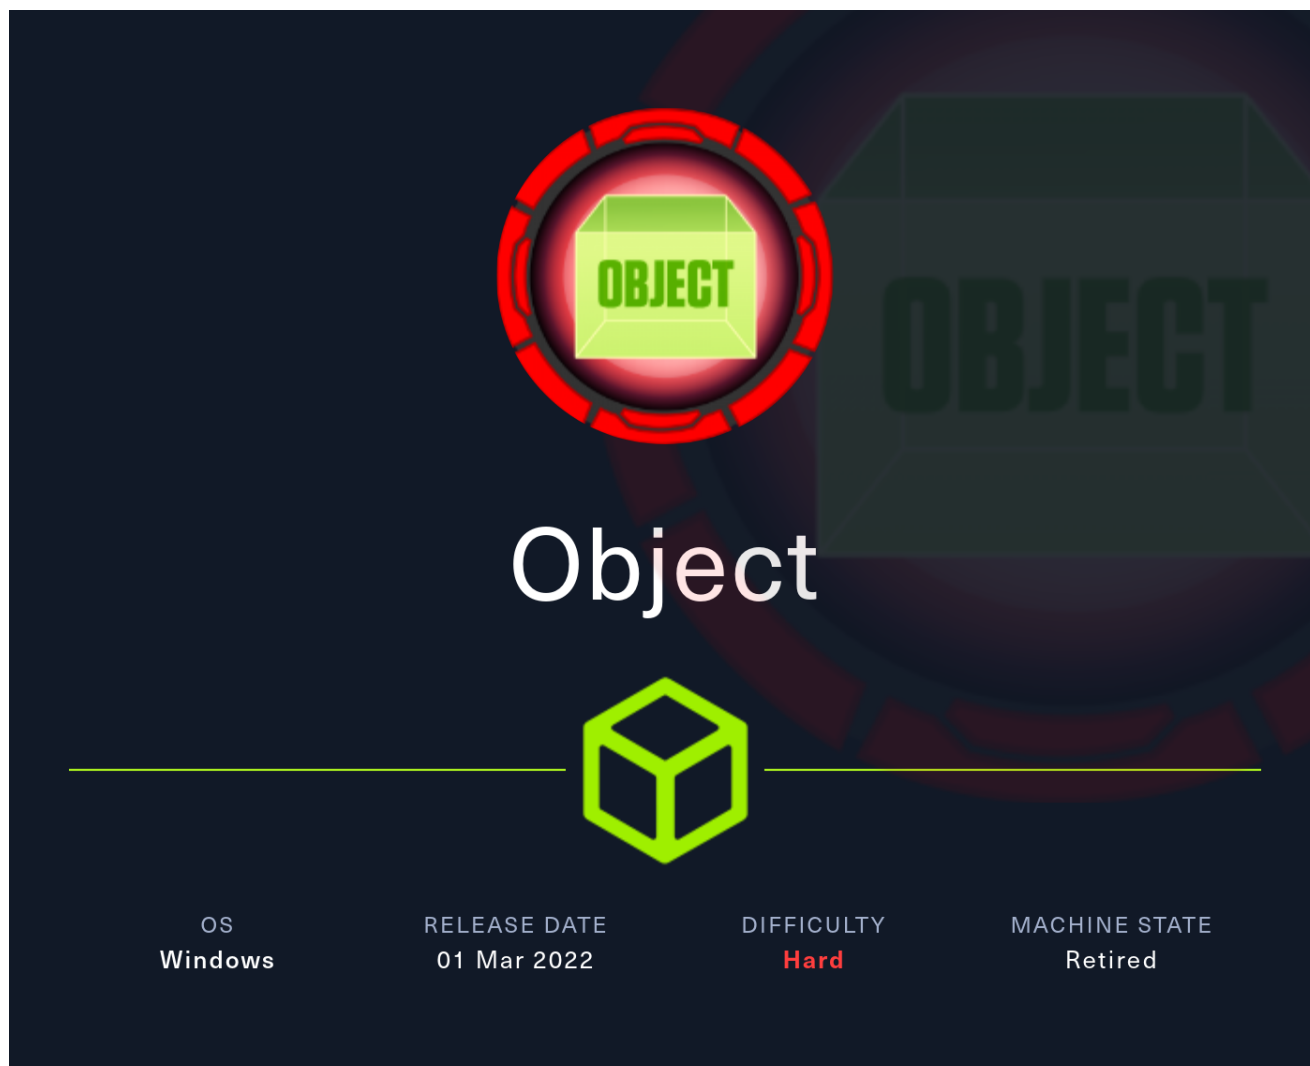 OBJECT
OBJECT
Object
OS
Windows
RELEASE DATE
01 Mar 2022
DIFFICULTY
Hard
MACHINE STATE
Retired